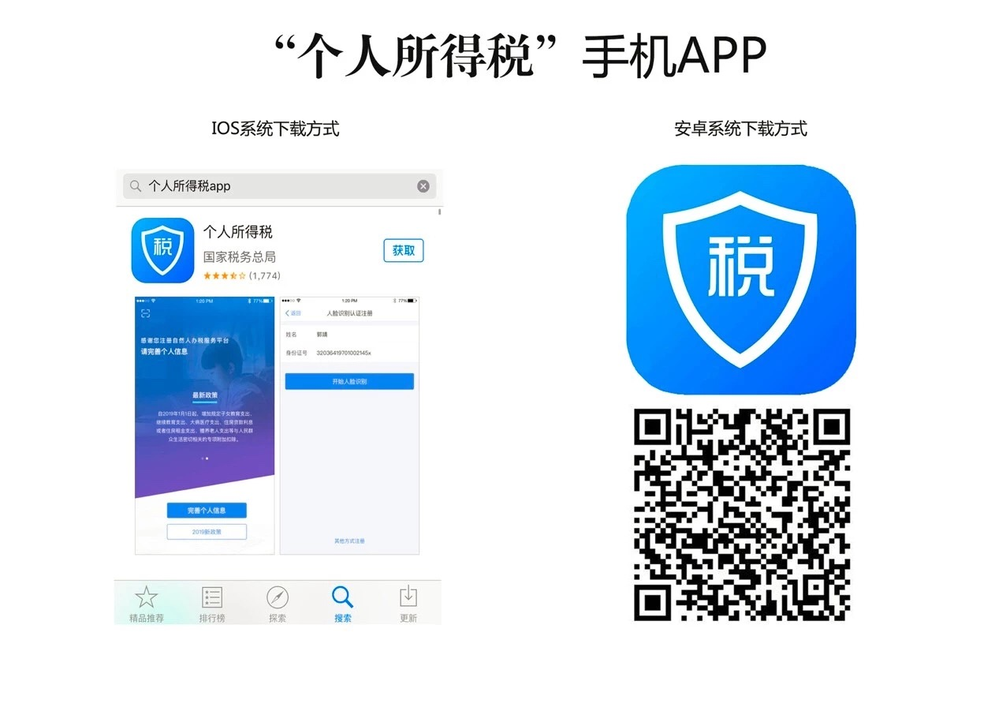 “个人所得税”手机APP
IOS系统下载方式
个人所得税app
税
个人所得税
国家税务总局
(1,774)
获取
1:20 PM
77%
感谢您注册自然人办税服务平台
请完善个人信息
最新政策
自2019年1月1日起，增加规定子女教育支出、
继续教育支出、大病医疗支出、住房贷款利息
或者住房租金支出、赡养老人支出等与人民群
众生活密切相关的专项附加扣除。
完善个人信息
2019新政策
1:20 PM
77%
返回
人脸识别认证注册
姓名 郭靖
身份证号 32036419701002145x
开始人脸识别
其他方式注册
精品推荐
排行榜
探索
搜索
更新
安卓系统下载方式
税